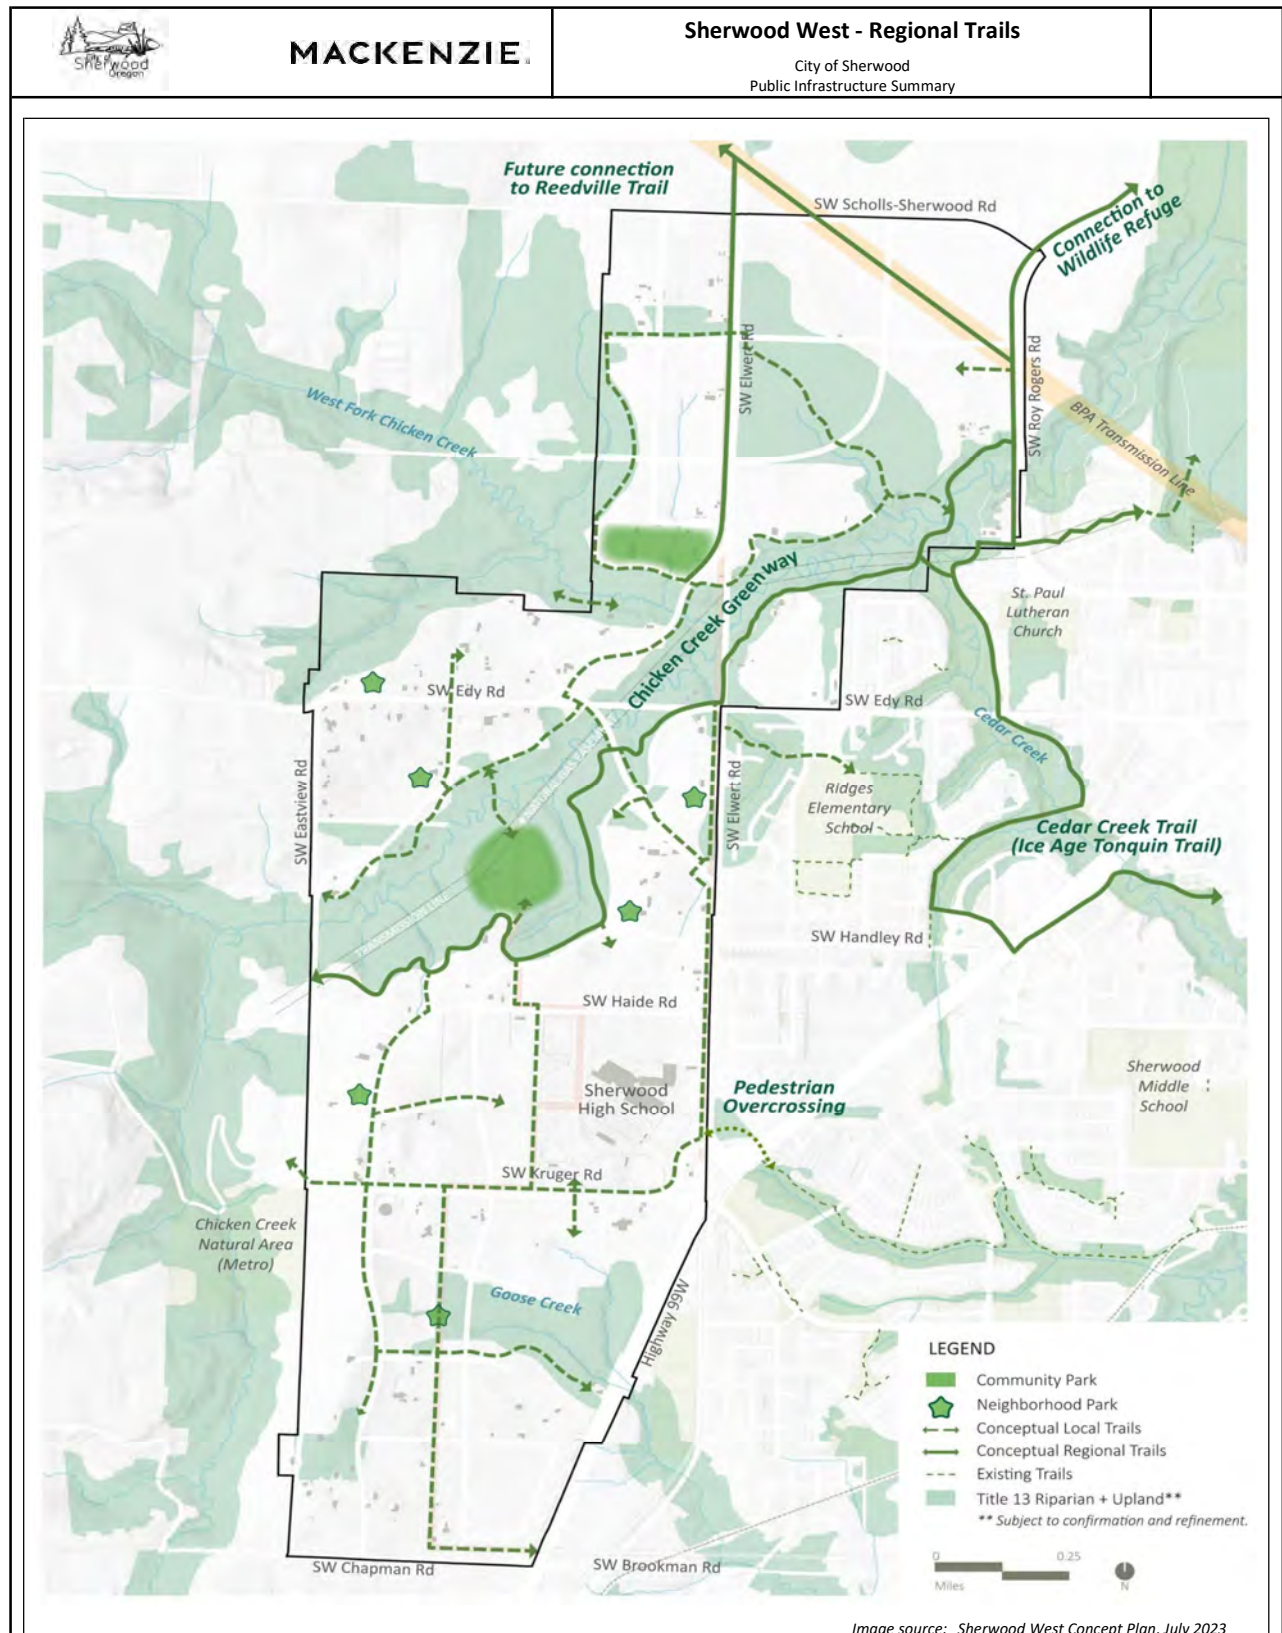 City of
Sherwood
Oregon
MACKENZIE.
Sherwood West - Regional Trails
City of Sherwood
Public Infrastructure Summary
Future connection
to Reedville Trail
SW Scholls-Sherwood Rd
Connection to
Wildlife Refuge
SW Elwert Rd
SW Roy Rogers Rd
West Fork Chicken Creek
BPA Transmission Line
Chicken Creek Greenway
St. Paul
Lutheran
Church
SW Edy Rd
SW Edy Rd
Cedar Creek
SW Eastview Rd
SW Elwert Rd
Ridges
Elementary
School
Cedar Creek Trail
(Ice Age Tonquin Trail)
SW Handley Rd
SW Haide Rd
Sherwood
High School
Pedestrian
Overcrossing
Sherwood
Middle
School
SW Kruger Rd
Chicken Creek
Natural Area
(Metro)
Goose Creek
Highway 99W
SW Chapman Rd
SW Brookman Rd
LEGEND
Community Park
Neighborhood Park
Conceptual Local Trails
Conceptual Regional Trails
Existing Trails
Title 13 Riparian + Upland**
** Subject to confirmation and refinement.
0 0.25
Miles
N
Image source: Sherwood West Concept Plan, July 2023